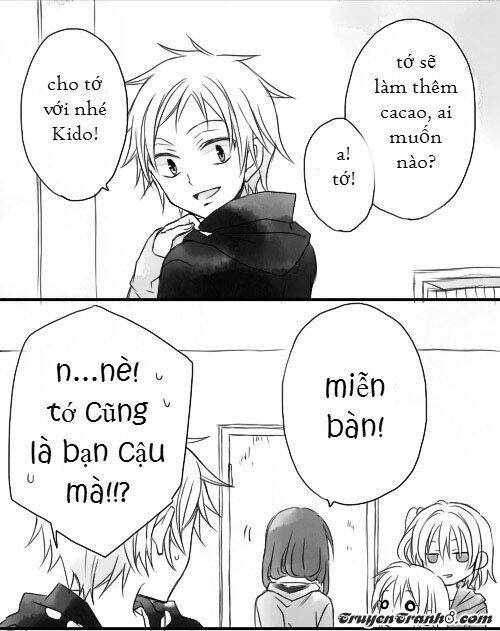 tớ sẽ
làm thêm
cacao, ai
muốn
nào?
a!
tớ!
cho tớ
với nhé
Kido!
miễn
bàn!
n...nè!
tớ cũng
là bạn cậu
mà!!?
TruyenTranh8.com